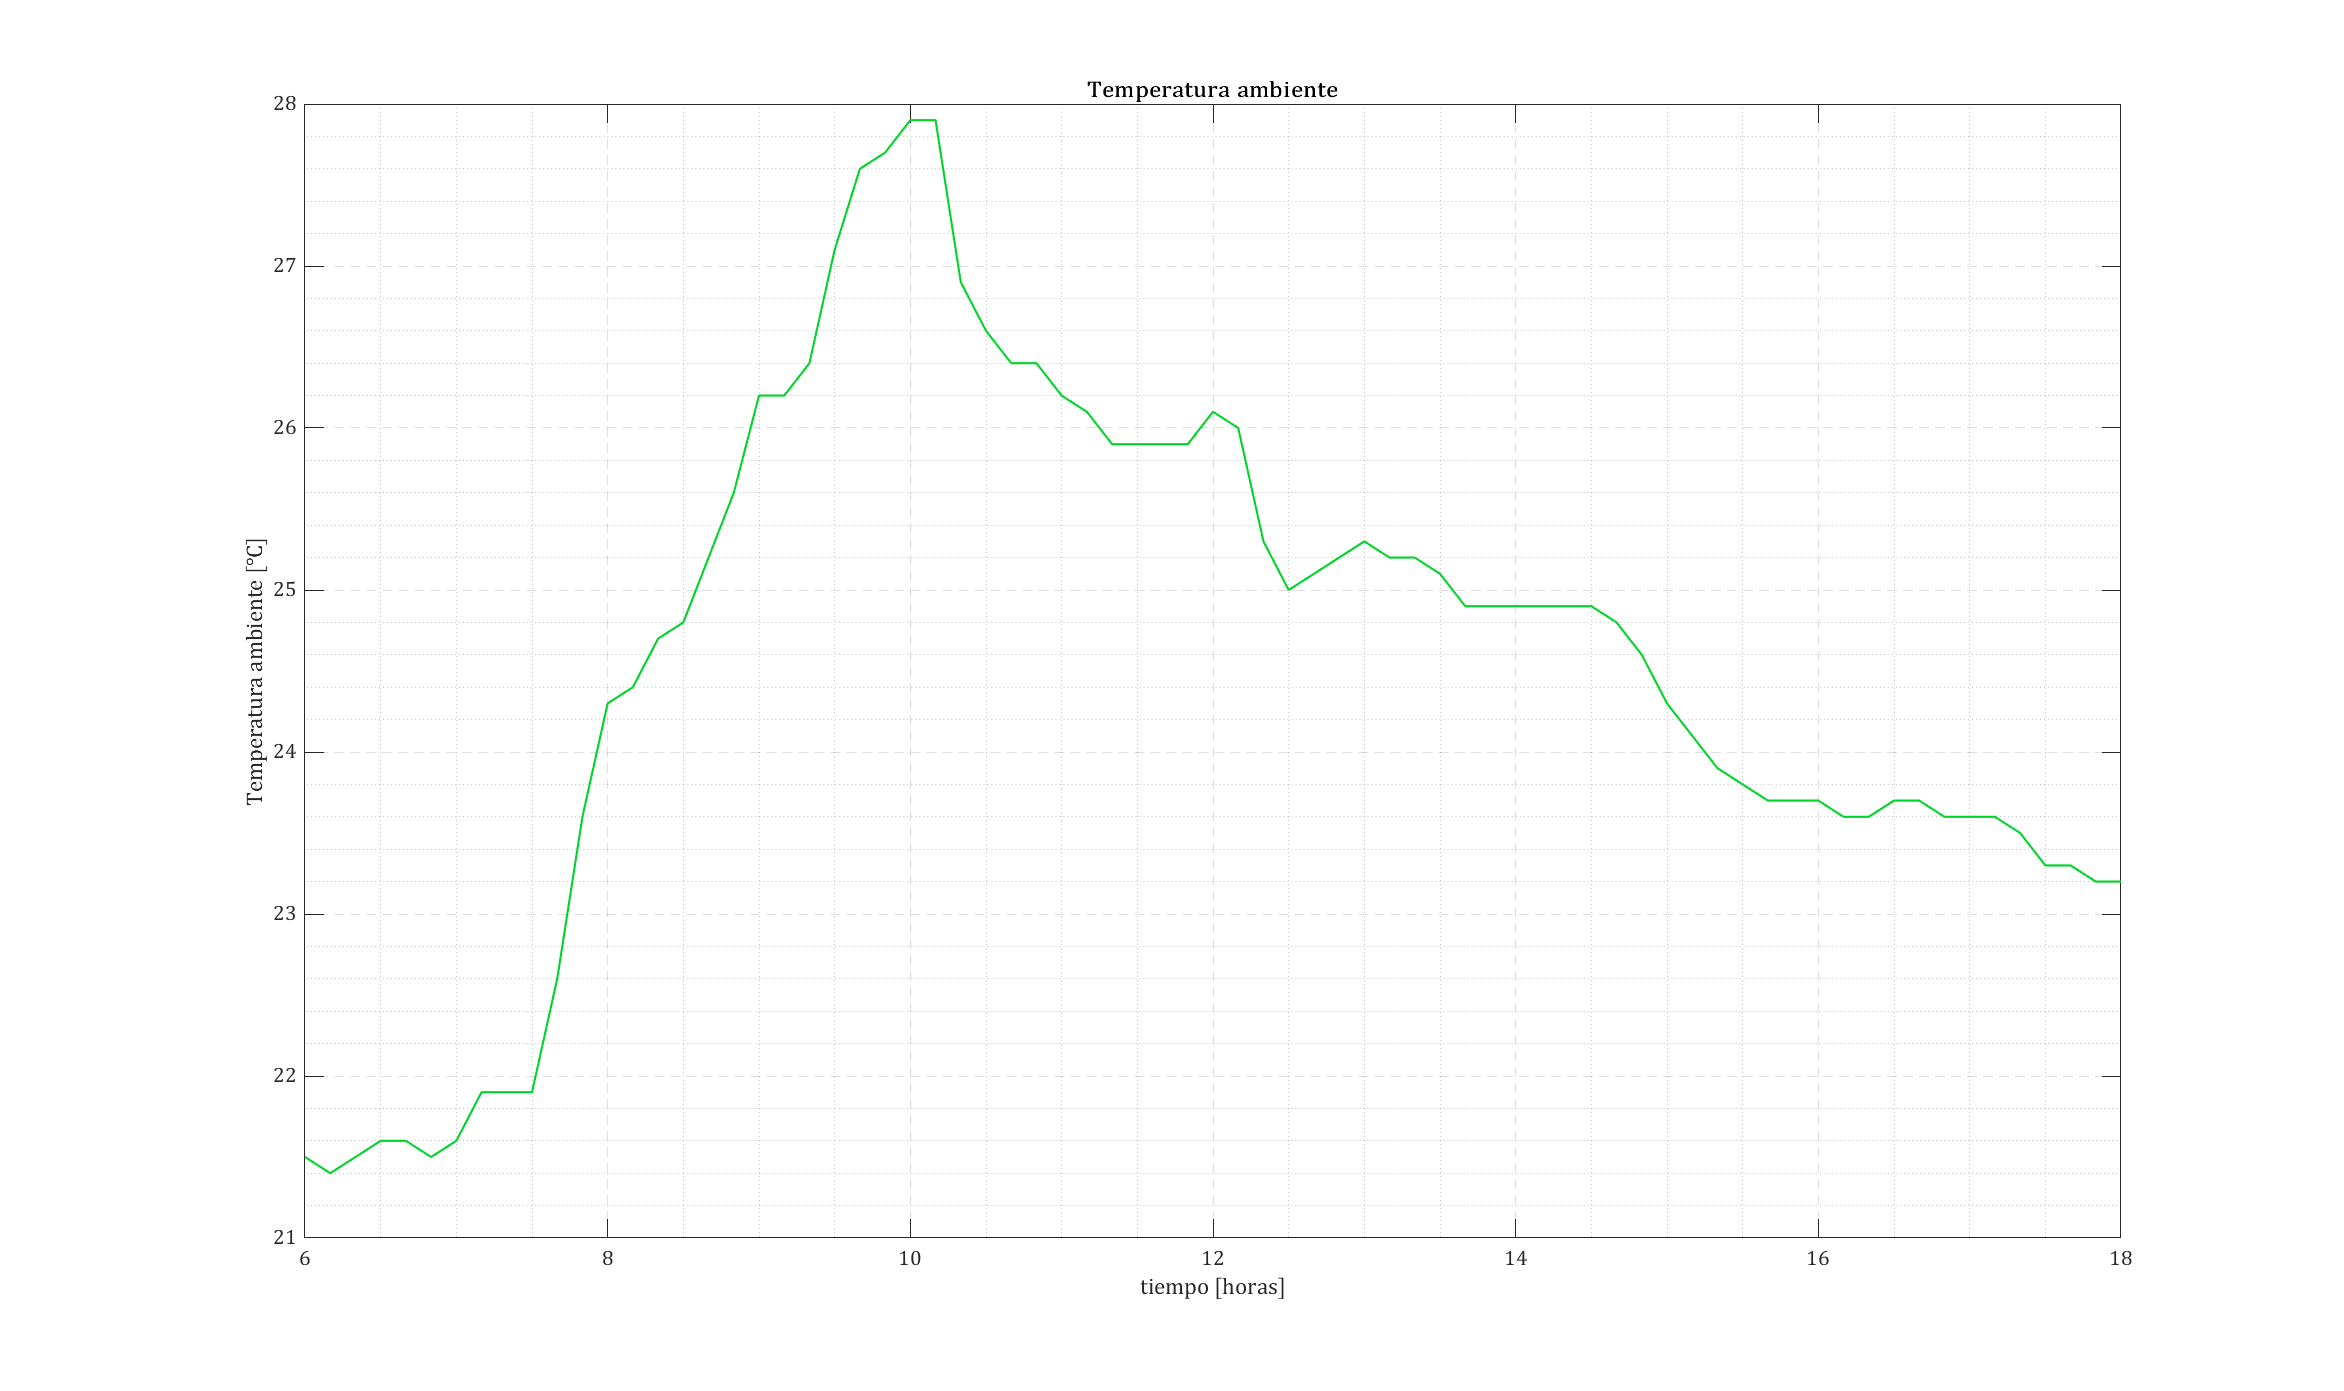 Temperatura ambiente
28
27
26
25
24
23
22
21
Temperatura ambiente [°C]
6 8 10 12 14 16 18
tiempo [horas]